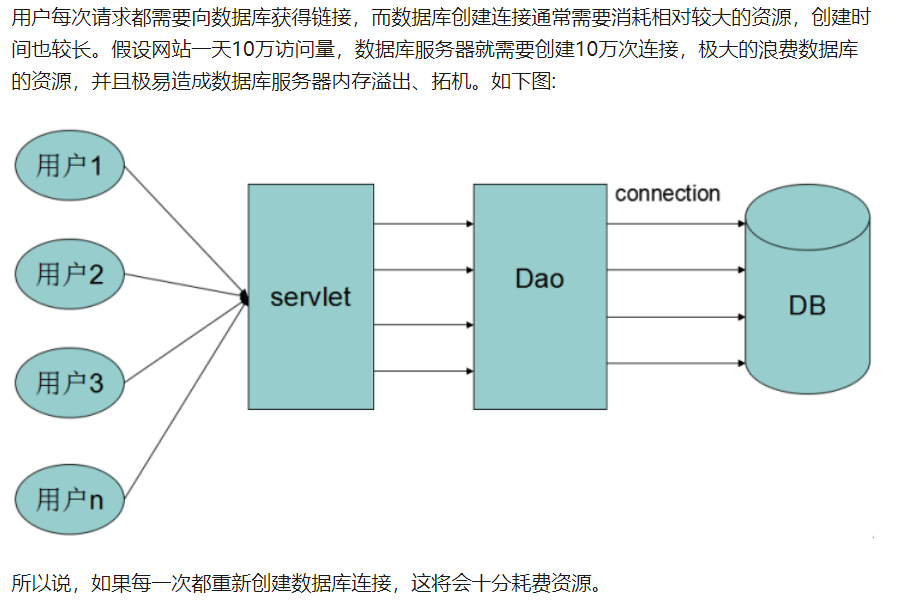 用户每次请求都需要向数据库获得链接，而数据库创建连接通常需要消耗相对较大的资源，创建时
间也较长。假设网站一天10万访问量，数据库服务器就需要创建10万次连接，极大的浪费数据库
的资源，并且极易造成数据库服务器内存溢出、拓机。如下图:
用户1
用户2
用户3
用户n
servlet
Dao
connection
DB
所以说，如果每一次都重新创建数据库连接，这将会十分耗费资源。